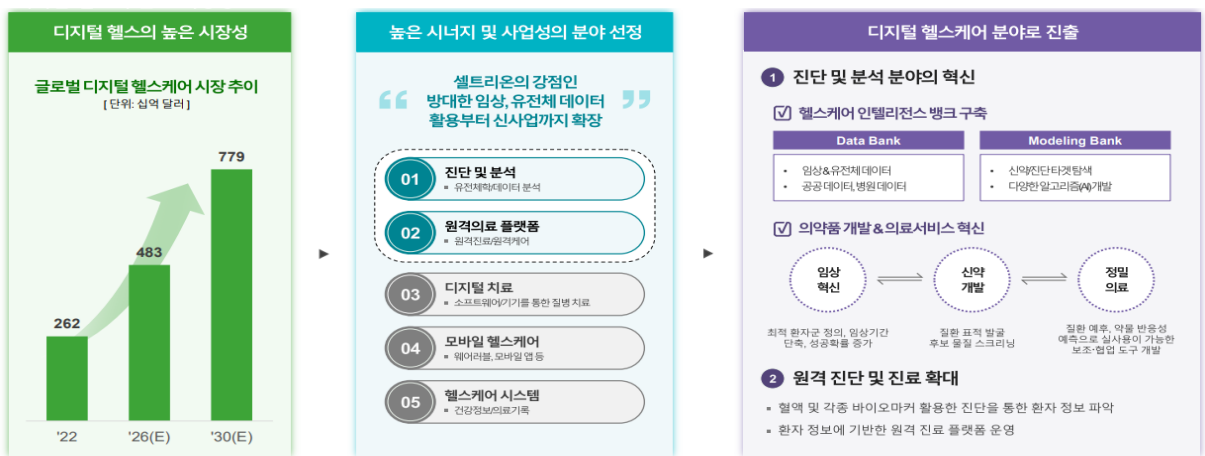 디지털 헬스의 높은 시장성
글로벌 디지털 헬스케어 시장 추이
[ 단위: 십억 달러 ]
779
483
262
'22
'26(E)
'30(E)
높은 시너지 및 사업성의 분야 선정
셀트리온의 강점인
방대한 임상, 유전체 데이터
활용부터 신사업까지 확장
01
진단 및 분석
유전체학/데이터 분석
02
원격의료 플랫폼
원격진료/원격케어
03
디지털 치료
소프트웨어/기기를 통한 질병 치료
04
모바일 헬스케어
웨어러블, 모바일 앱 등
05
헬스케어 시스템
건강정보/의료기록
디지털 헬스케어 분야로 진출
1 진단 및 분석 분야의 혁신
헬스케어 인텔리전스 뱅크 구축
Data Bank
임상&유전체 데이터
공공 데이터, 병원 데이터
Modeling Bank
신약/진단 타겟 탐색
다양한 알고리즘(AI) 개발
의약품 개발 & 의료서비스 혁신
임상
혁신
최적 환자군 정의, 임상기간
단축, 성공확률 증가
신약
개발
질환 표적 발굴
후보 물질 스크리닝
정밀
의료
질환 예후, 약물 반응성
예측으로 실사용이 가능한
보조·협업 도구 개발
2 원격 진단 및 진료 확대
혈액 및 각종 바이오마커 활용한 진단을 통한 환자 정보 파악
환자 정보에 기반한 원격 진료 플랫폼 운영